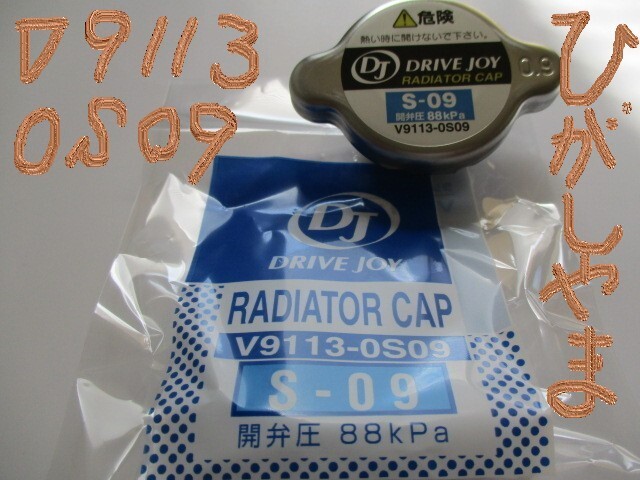 D9113
0S09
ひがしやま
危険
熱い時に開けないで下さい。
DJ DRIVE JOY
RADIATOR CAP
0.9
S-09
開弁圧 88kPa
V9113-0S09
DJ
DRIVE JOY
RADIATOR CAP
V9113-0S09
S-09
開弁圧 88kPa